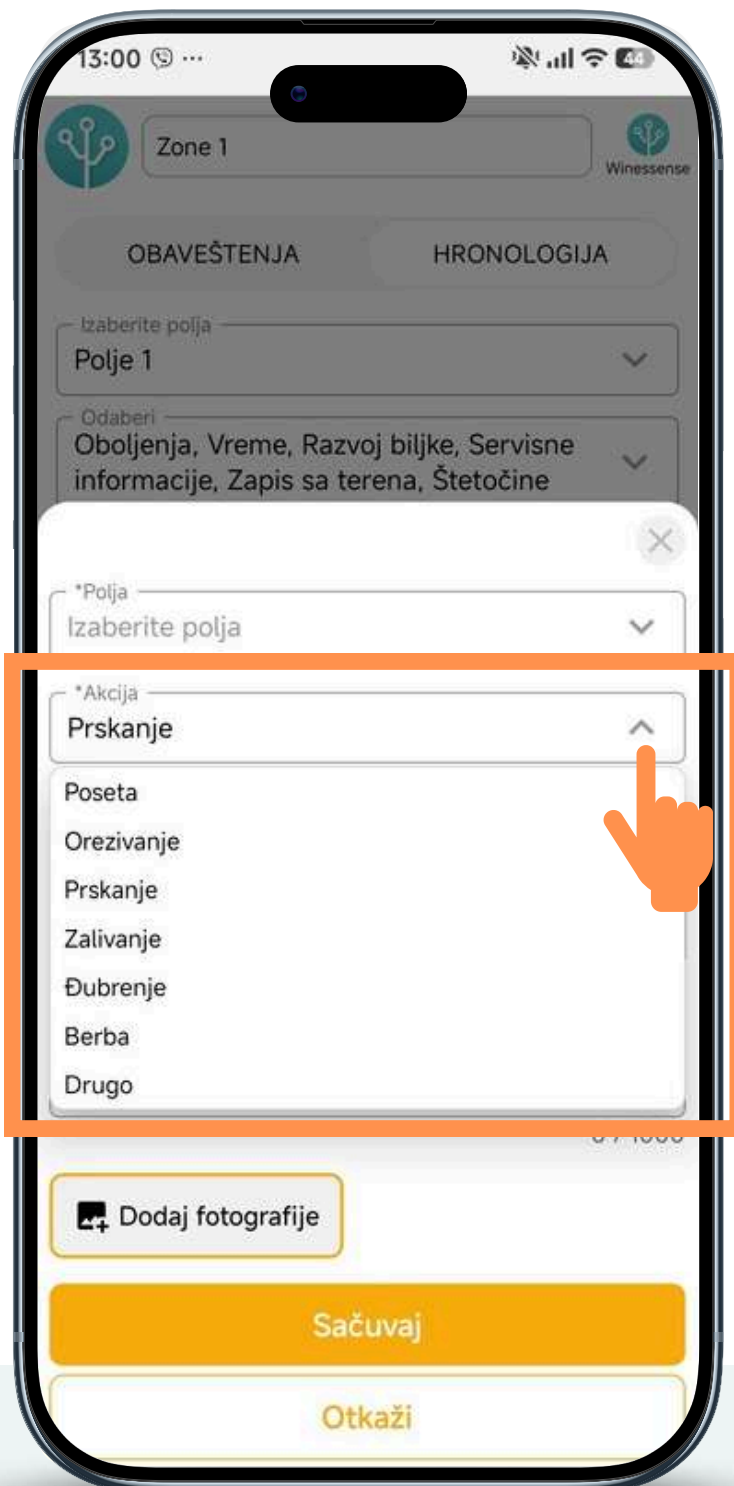 13:00
44
Zone 1
Winessense
OBAVEŠTENJA HRONOLOGIJA
Izaberite polja
Polje 1
Odaberi
Oboljenja, Vreme, Razvoj biljke, Servisne
informacije, Zapis sa terena, Štetočine
*Polja
Izaberite polja
*Akcija
Prskanje
Poseta
Orezivanje
Prskanje
Zalivanje
Đubrenje
Berba
Drugo
Dodaj fotografije
Sačuvaj
Otkaži